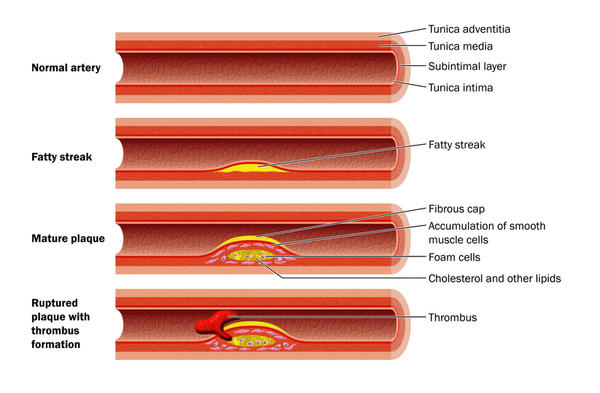 Tunica adventitia
Tunica media
Normal artery
Subintimal layer
Tunica intima
Fatty streak
Fatty streak
Fibrous cap
Mature plaque
Accumulation of smooth
muscle cells
Foam cells
Cholesterol and other lipids
Ruptured
plaque with
thrombus
formation
Thrombus